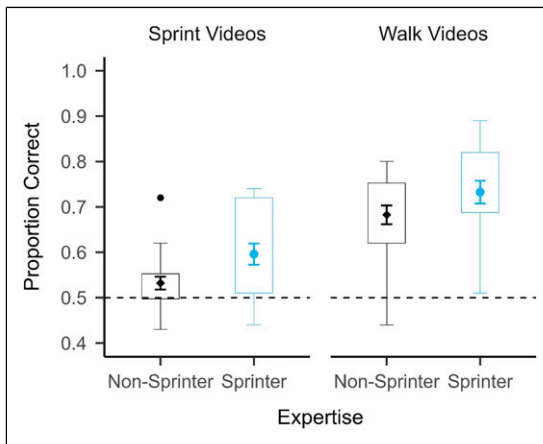 Sprint Videos
Walk Videos
Proportion Correct
1.0
0.9
0.8
0.7
0.6
0.5
0.4
Non-Sprinter Sprinter
Non-Sprinter Sprinter
Expertise